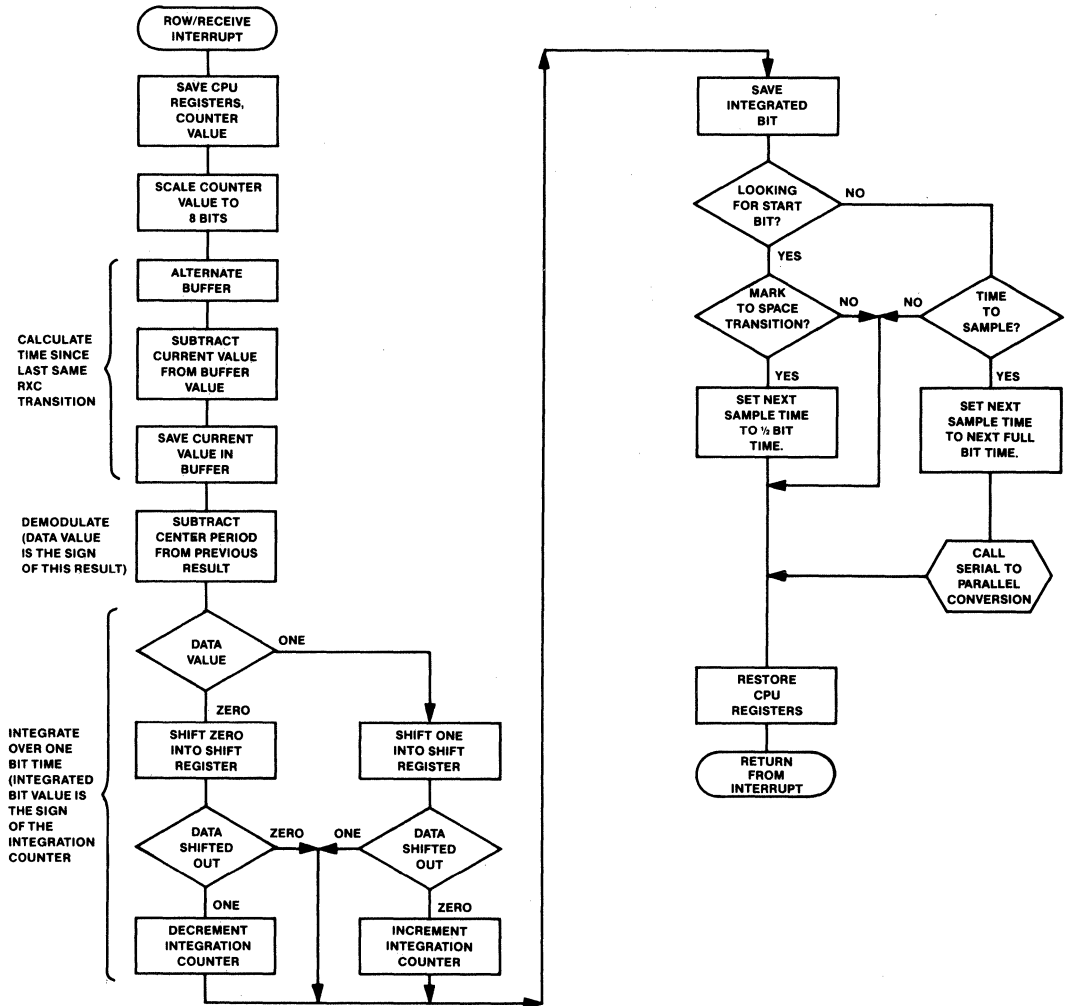 ROW/RECEIVE
INTERRUPT
SAVE CPU
REGISTERS,
COUNTER
VALUE
SCALE COUNTER
VALUE TO
8 BITS
CALCULATE
TIME SINCE
LAST SAME
RXC
TRANSITION
ALTERNATE
BUFFER
SUBTRACT
CURRENT VALUE
FROM BUFFER
VALUE
SAVE CURRENT
VALUE IN
BUFFER
DEMODULATE
(DATA VALUE
IS THE SIGN
OF THIS RESULT)
SUBTRACT
CENTER PERIOD
FROM PREVIOUS
RESULT
INTEGRATE
OVER ONE
BIT TIME
(INTEGRATED
BIT VALUE IS
THE SIGN
OF THE
INTEGRATION
COUNTER
DATA
VALUE
ONE
ZERO
SHIFT ZERO
INTO SHIFT
REGISTER
SHIFT ONE
INTO SHIFT
REGISTER
DATA
SHIFTED
OUT
ZERO
ONE
DATA
SHIFTED
OUT
ONE
ZERO
DECREMENT
INTEGRATION
COUNTER
INCREMENT
INTEGRATION
COUNTER
SAVE
INTEGRATED
BIT
LOOKING
FOR START
BIT?
NO
YES
MARK
TO SPACE
TRANSITION?
NO
NO
TIME
TO
SAMPLE?
YES
YES
SET NEXT
SAMPLE TIME
TO ½ BIT
TIME.
SET NEXT
SAMPLE TIME
TO NEXT FULL
BIT TIME.
CALL
SERIAL TO
PARALLEL
CONVERSION
RESTORE
CPU
REGISTERS
RETURN
FROM
INTERRUPT